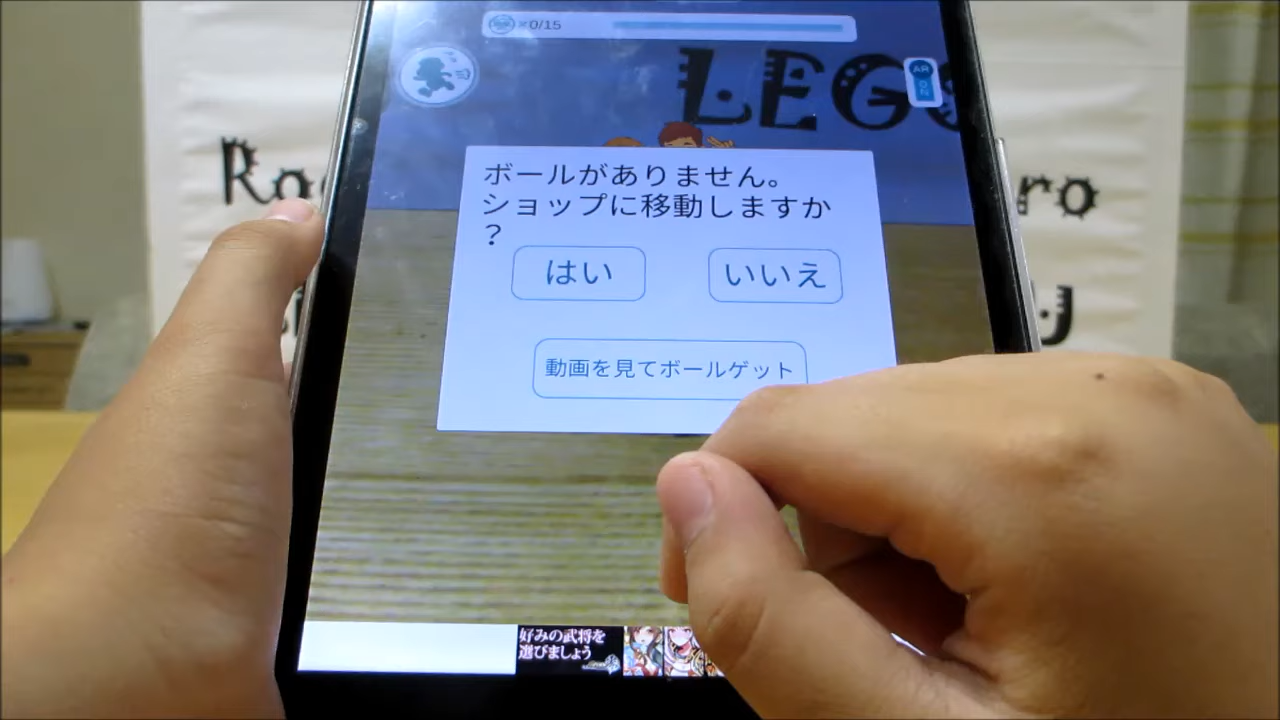 ×0/15
LEGO
AR
ON
ボールがありません。
ショップに移動しますか
?
はい
いいえ
動画を見てボールゲット
好みの武将を
選びましょう